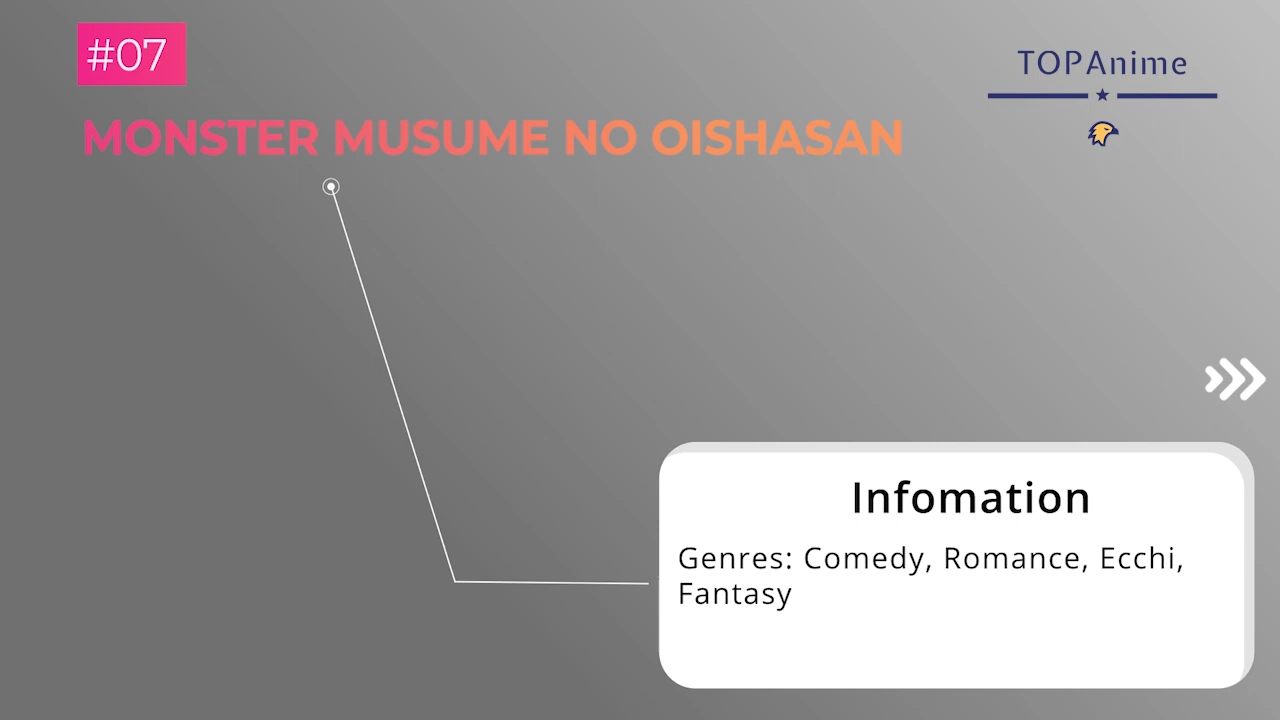 #07
TOPAnime
MONSTER MUSUME NO OISHASAN
Infomation
Genres: Comedy, Romance, Ecchi,
Fantasy